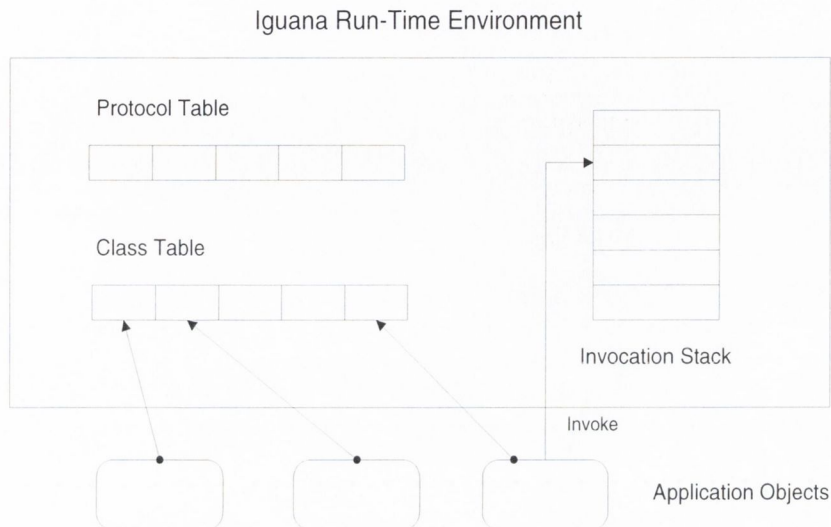 Iguana Run-Time Environment
Protocol Table
Class Table
Invocation Stack
Invoke
Application Objects